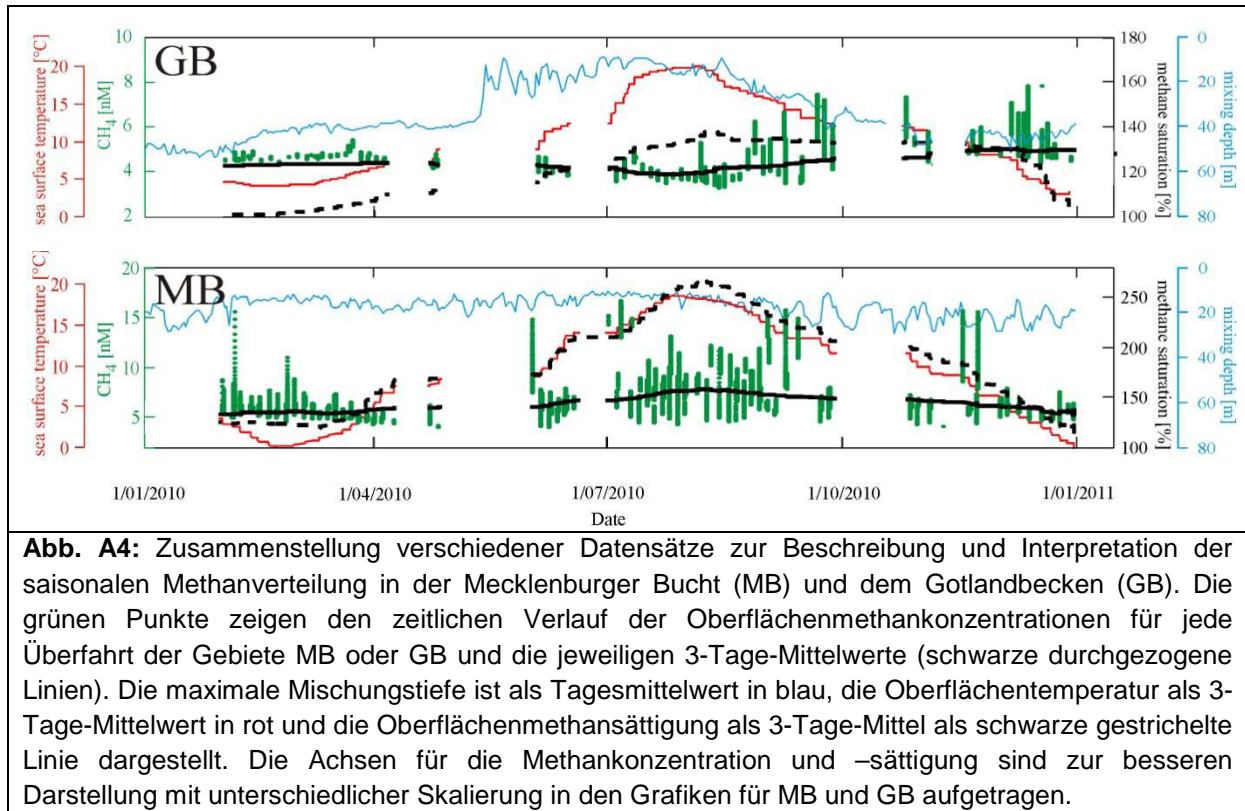 GB
sea surface temperature [°C]
20
15
10
5
0
CH4 [nM]
10
8
6
4
2
180
160
140
120
100
methane saturation [%]
0
20
40
60
80
mixing depth [m]
MB
sea surface temperature [°C]
20
15
10
5
0
CH4 [nM]
20
15
10
5
250
200
150
100
methane saturation [%]
0
20
40
60
80
mixing depth [m]
1/01/2010 1/04/2010 1/07/2010 1/10/2010 1/01/2011
Date
Abb. A4: Zusammenstellung verschiedener Datensätze zur Beschreibung und Interpretation der
saisonalen Methanverteilung in der Mecklenburger Bucht (MB) und dem Gotlandbecken (GB). Die
grünen Punkte zeigen den zeitlichen Verlauf der Oberflächenmethankonzentrationen für jede
Überfahrt der Gebiete MB oder GB und die jeweiligen 3-Tage-Mittelwerte (schwarze durchgezogene
Linien). Die maximale Mischungstiefe ist als Tagesmittelwert in blau, die Oberflächentemperatur als 3-
Tage-Mittelwert in rot und die Oberflächenmethansättigung als 3-Tage-Mittel als schwarze gestrichelte
Linie dargestellt. Die Achsen für die Methankonzentration und –sättigung sind zur besseren
Darstellung mit unterschiedlicher Skalierung in den Grafiken für MB und GB aufgetragen.